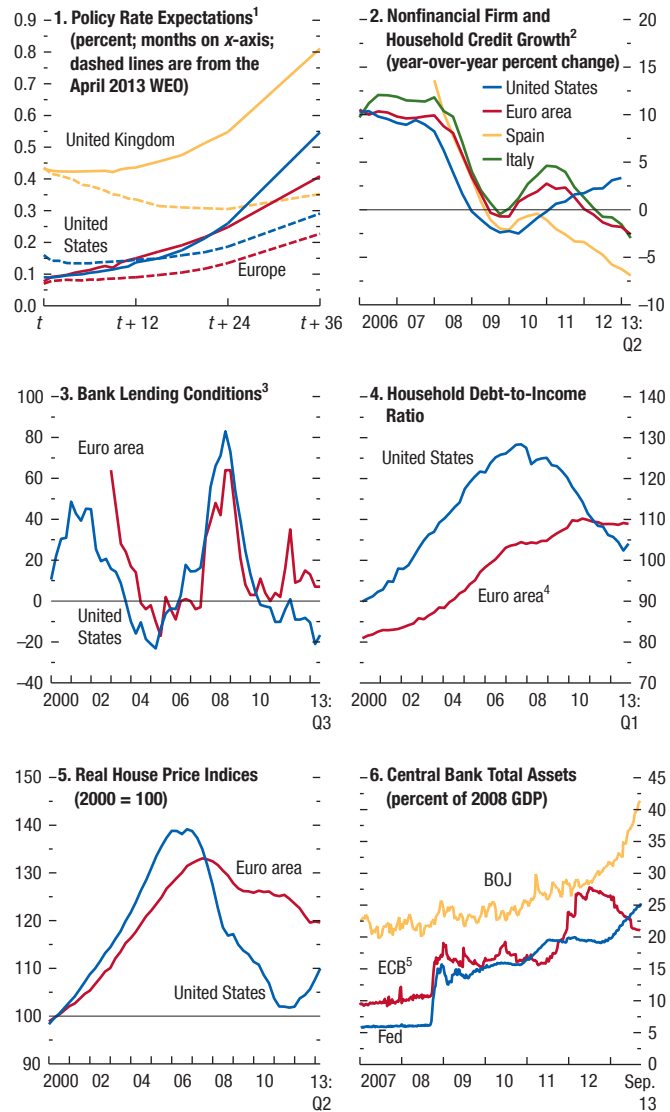 1. Policy Rate Expectations1
(percent; months on x-axis;
dashed lines are from the
April 2013 WEO)
0.9
0.8
0.7
0.6
0.5
0.4
0.3
0.2
0.1
0.0
United Kingdom
United
States
Europe
t
t + 12
t + 24
t + 36
2. Nonfinancial Firm and
Household Credit Growth2
(year-over-year percent change)
United States
Euro area
Spain
Italy
20
15
10
5
0
–5
–10
2006 07 08 09 10 11 12 13:
Q2
3. Bank Lending Conditions3
100
80
60
40
20
0
–20
–40
Euro area
United
States
2000 02 04 06 08 10 13:
Q3
4. Household Debt-to-Income
Ratio
United States
Euro area4
140
130
120
110
100
90
80
70
2000 02 04 06 08 10 13:
Q1
5. Real House Price Indices
(2000 = 100)
150
140
130
120
110
100
90
Euro area
United States
2000 02 04 06 08 10 13:
Q2
6. Central Bank Total Assets
(percent of 2008 GDP)
BOJ
ECB5
Fed
45
40
35
30
25
20
15
10
5
0
2007 08 09 10 11 12 Sep.
13